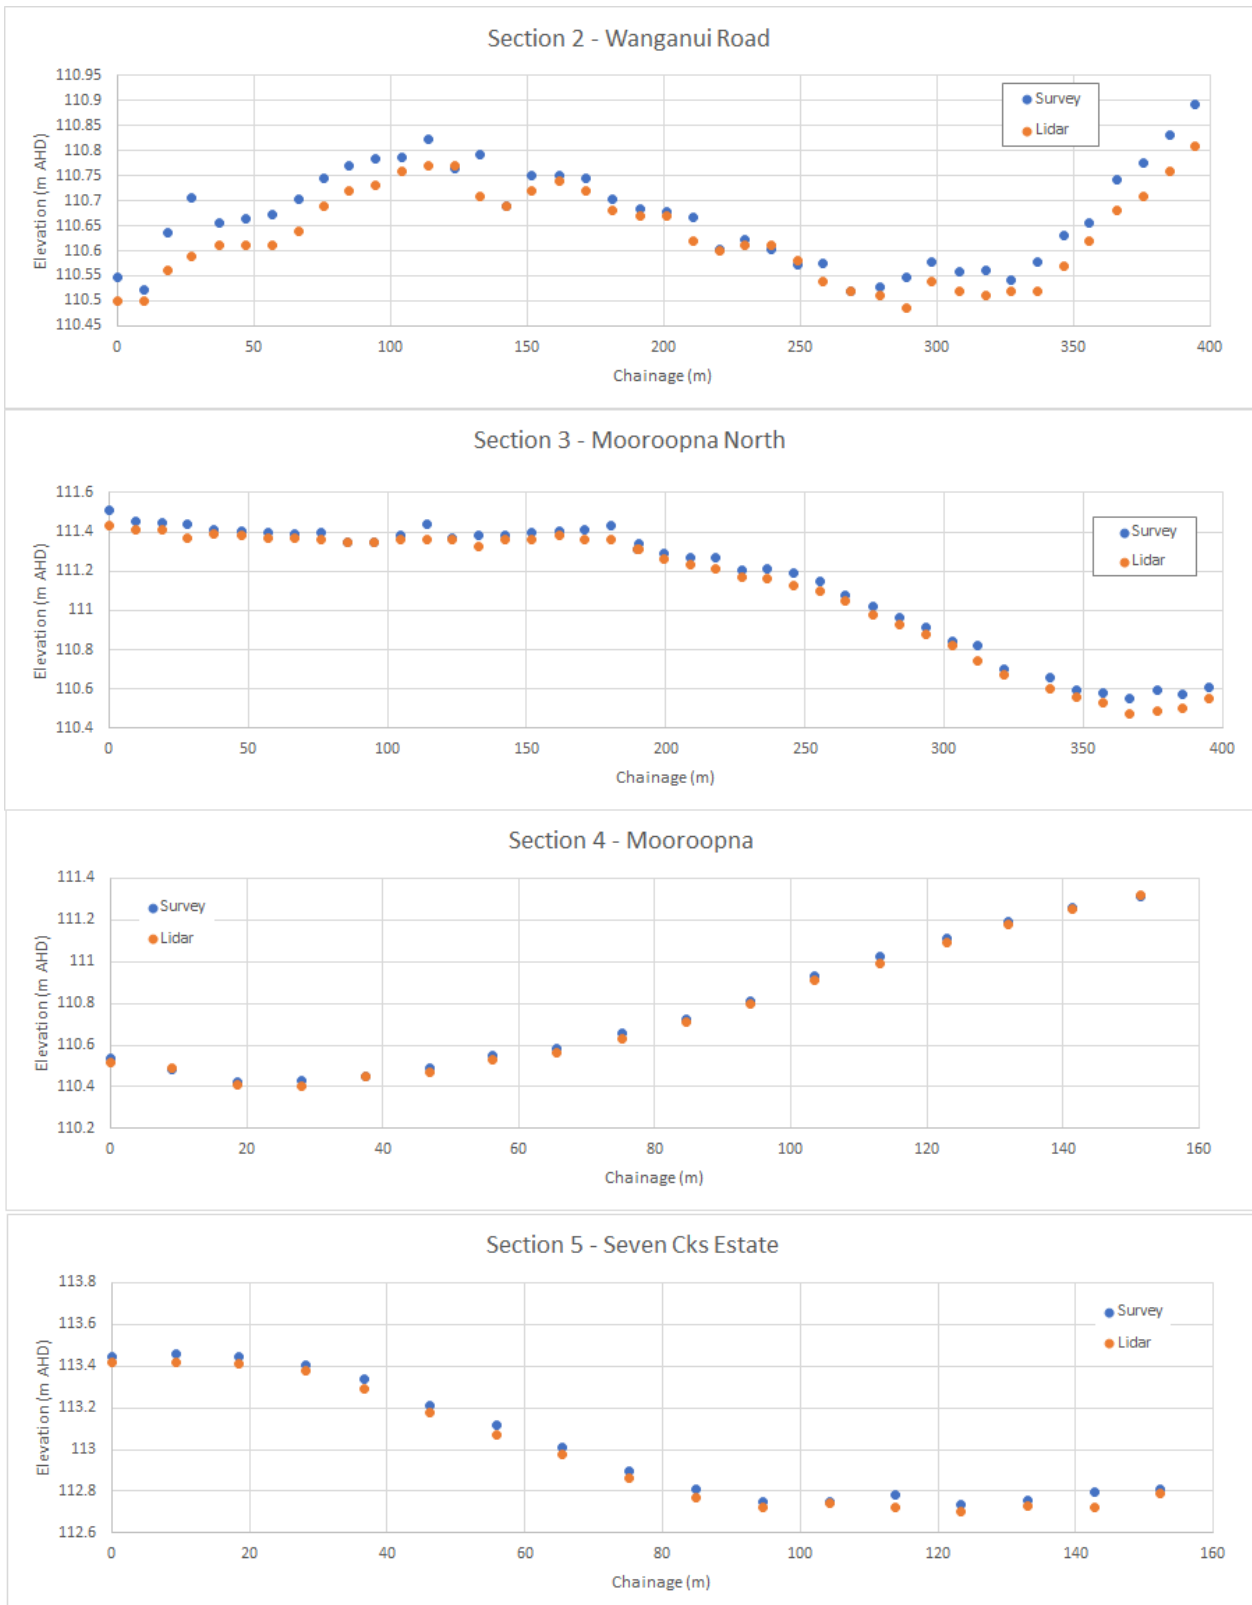 Section 2 - Wanganui Road
Elevation (m AHD)
110.95
110.9
110.85
110.8
110.75
110.7
110.65
110.6
110.55
110.5
110.45
Survey
Lidar
0 50 100 150 200 250 300 350 400
Chainage (m)
Section 3 - Mooroopna North
Elevation (m AHD)
111.6
111.4
111.2
111
110.8
110.6
110.4
Survey
Lidar
0 50 100 150 200 250 300 350 400
Chainage (m)
Section 4 - Mooroopna
Elevation (m AHD)
111.4
111.2
111
110.8
110.6
110.4
110.2
Survey
Lidar
0 20 40 60 80 100 120 140 160
Chainage (m)
Section 5 - Seven Cks Estate
Elevation (m AHD)
113.8
113.6
113.4
113.2
113
112.8
112.6
Survey
Lidar
0 20 40 60 80 100 120 140 160
Chainage (m)